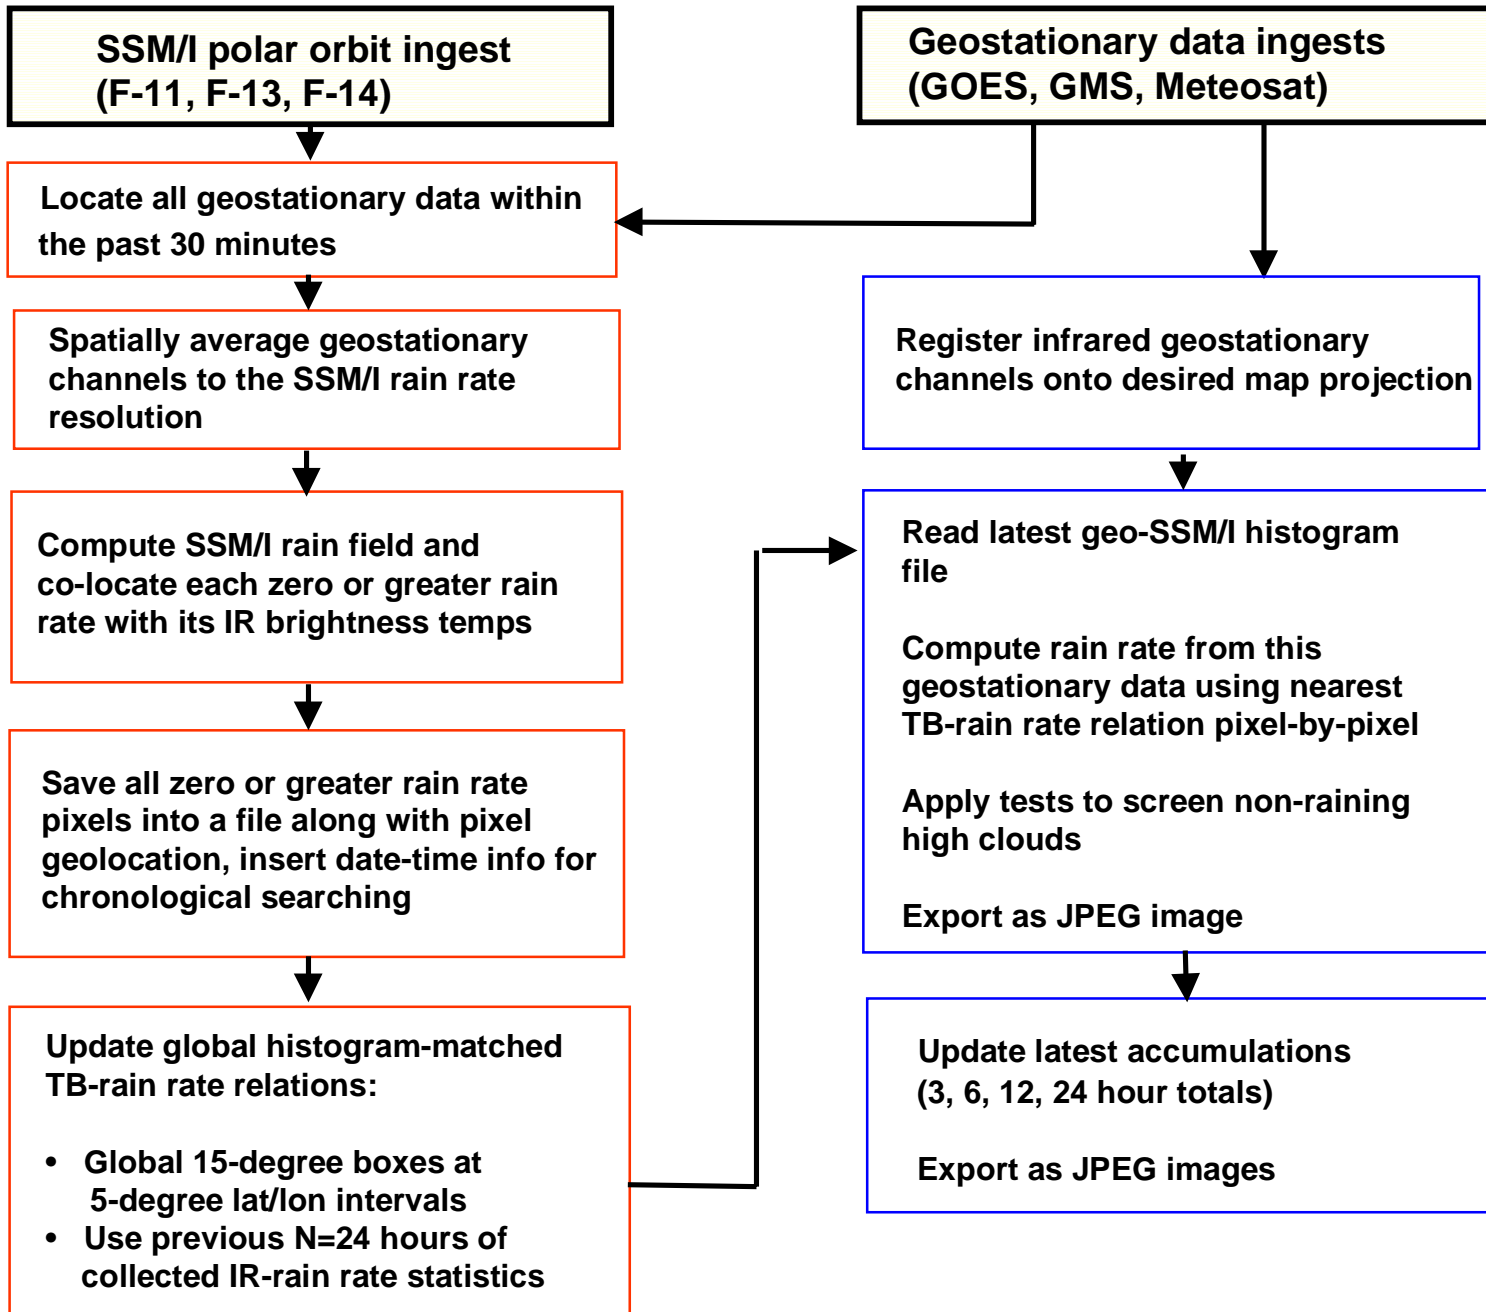 SSM/I polar orbit ingest
(F-11, F-13, F-14)
Locate all geostationary data within
the past 30 minutes
Spatially average geostationary
channels to the SSM/I rain rate
resolution
Compute SSM/I rain field and
co-locate each zero or greater rain
rate with its IR brightness temps
Save all zero or greater rain rate
pixels into a file along with pixel
geolocation, insert date-time info for
chronological searching
Update global histogram-matched
TB-rain rate relations:
• Global 15-degree boxes at
5-degree lat/lon intervals
• Use previous N=24 hours of
collected IR-rain rate statistics
Geostationary data ingests
(GOES, GMS, Meteosat)
Register infrared geostationary
channels onto desired map projection
Read latest geo-SSM/I histogram
file
Compute rain rate from this
geostationary data using nearest
TB-rain rate relation pixel-by-pixel
Apply tests to screen non-raining
high clouds
Export as JPEG image
Update latest accumulations
(3, 6, 12, 24 hour totals)
Export as JPEG images